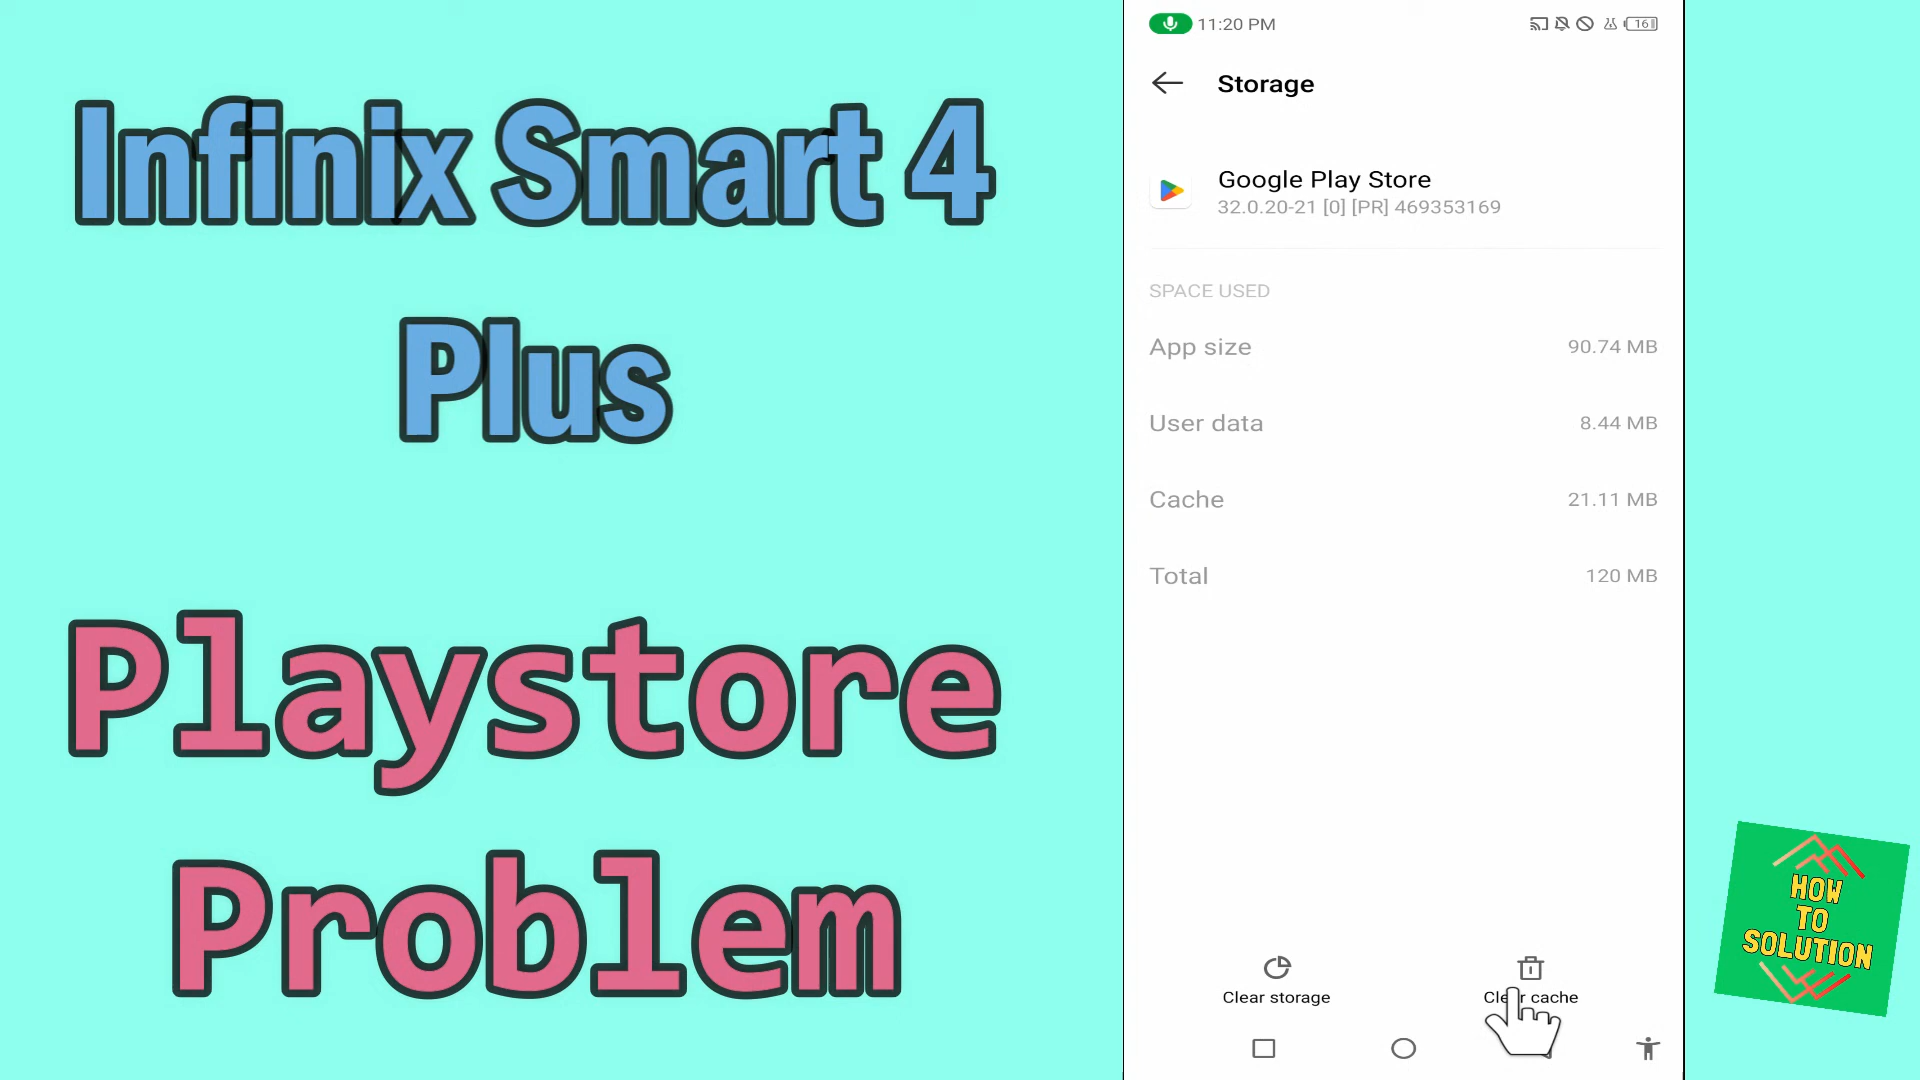 Infinix Smart 4
Plus
Playstore
Problem
11:20 PM
16
Storage
Google Play Store
32.0.20-21 [0] [PR] 469353169
SPACE USED
App size 90.74 MB
User data 8.44 MB
Cache 21.11 MB
Total 120 MB
Clear storage
Clear cache
HOW
TO
SOLUTION